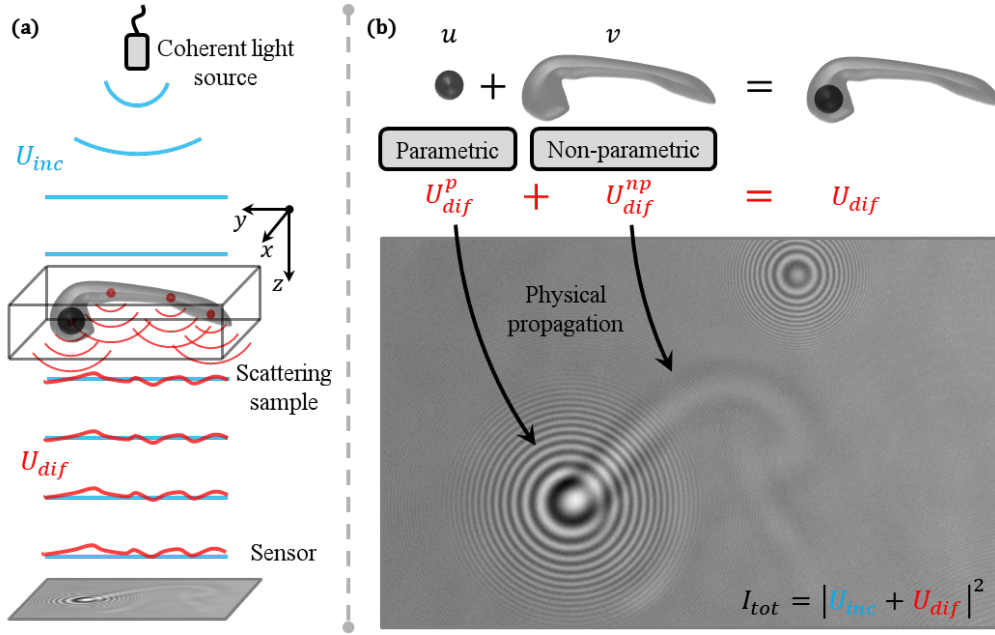 (a)
Coherent light
source
U_inc
y
x
z
Scattering
sample
U_dif
Sensor
(b)
u v
+ =
Parametric Non-parametric
U_dif^p + U_dif^np = U_dif
Physical
propagation
I_tot = |U_inc + U_dif|^2